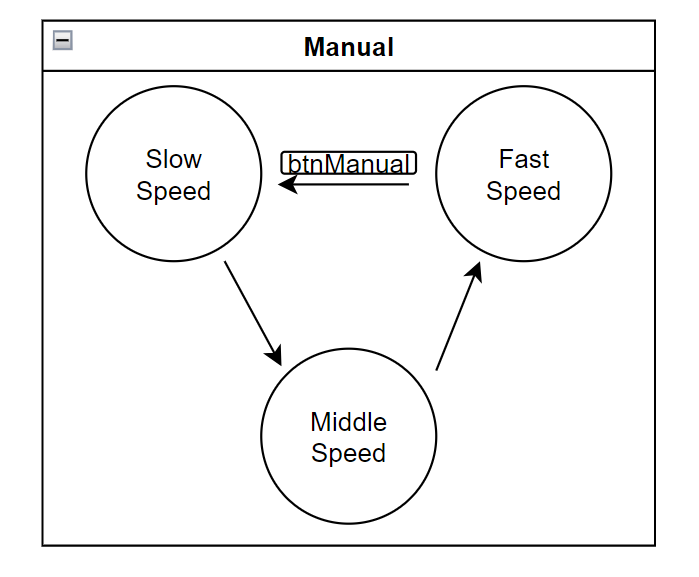 Manual
Slow
Speed
btnManual
Fast
Speed
Middle
Speed